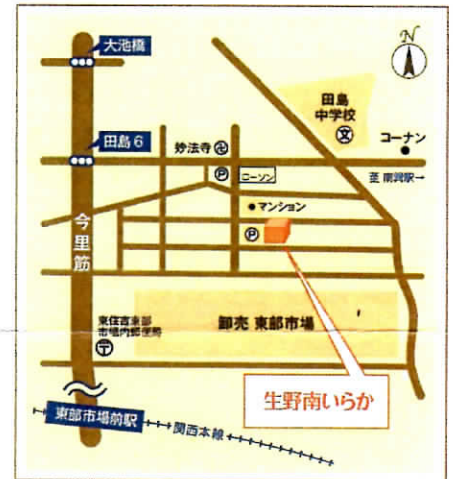 大池橋
N
田島
中学校
文
コーナン
田島6
妙法寺
卍
P
ローソン
至 南巽駅→
マンション
P
今里筋
東住吉東部
市場内郵便局
〒
卸売 東部市場
生野南いらか
東部市場前駅
関西本線